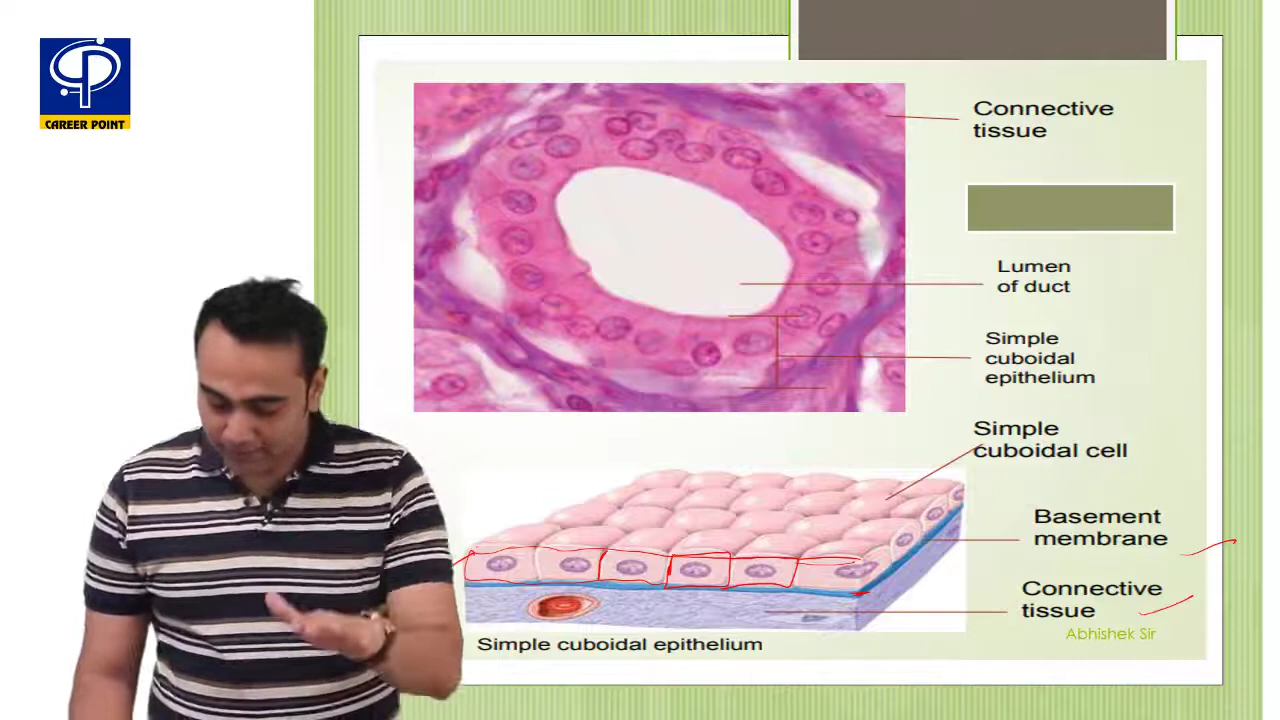 CAREER POINT
Connective
tissue
Lumen
of duct
Simple
cuboidal
epithelium
Simple
cuboidal cell
Basement
membrane
Connective
tissue
Abhishek Sir
Simple cuboidal epithelium